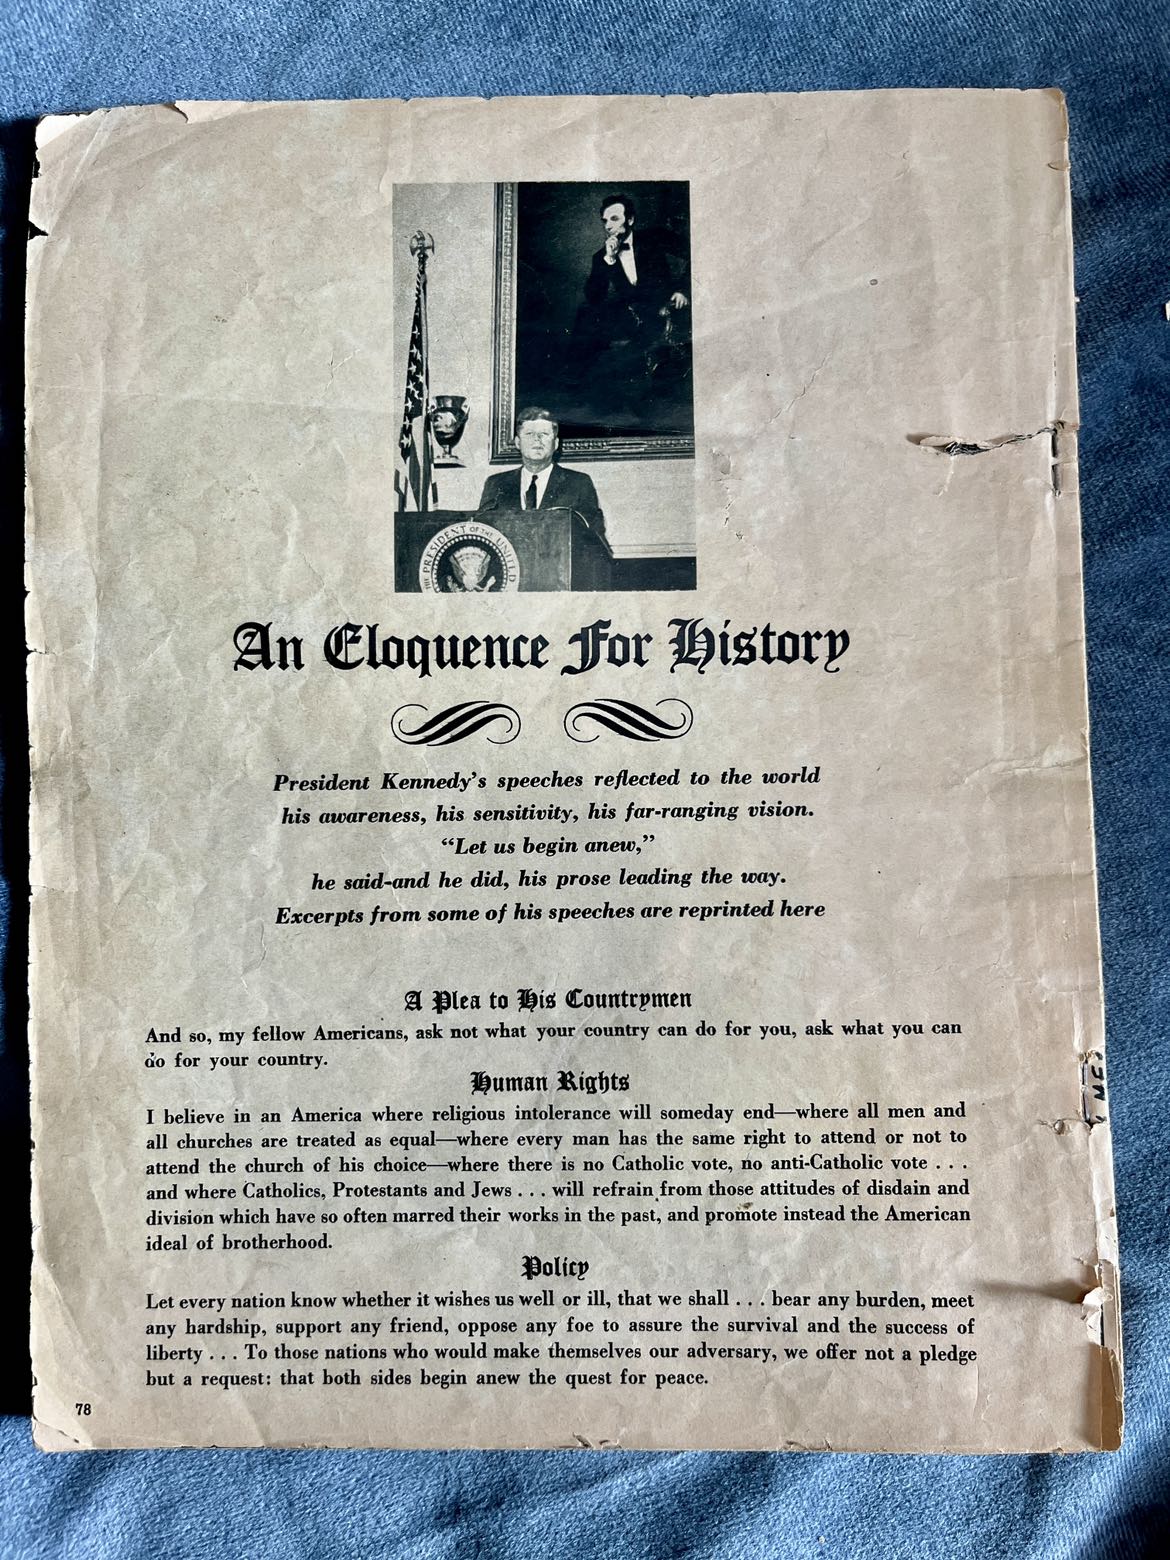 THE PRESIDENT OF THE UNITED
An Eloquence For History
President Kennedy's speeches reflected to the world
his awareness, his sensitivity, his far-ranging vision.
“Let us begin anew,”
he said-and he did, his prose leading the way.
Excerpts from some of his speeches are reprinted here
A Plea to His Countrymen
And so, my fellow Americans, ask not what your country can do for you, ask what you can
do for your country.
Human Rights
I believe in an America where religious intolerance will someday end—where all men and
all churches are treated as equal—where every man has the same right to attend or not to
attend the church of his choice—where there is no Catholic vote, no anti-Catholic vote . . .
and where Catholics, Protestants and Jews . . . will refrain from those attitudes of disdain and
division which have so often marred their works in the past, and promote instead the American
ideal of brotherhood.
Policy
Let every nation know whether it wishes us well or ill, that we shall . . . bear any burden, meet
any hardship, support any friend, oppose any foe to assure the survival and the success of
liberty . . . To those nations who would make themselves our adversary, we offer not a pledge
but a request: that both sides begin anew the quest for peace.
78